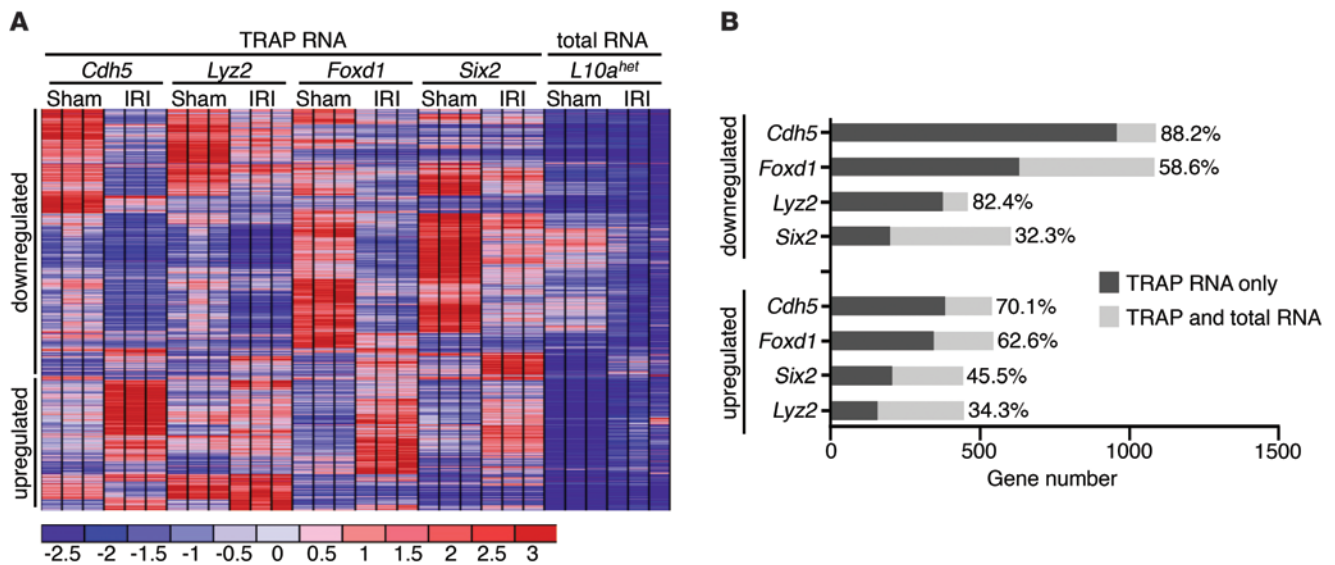 A
TRAP RNA total RNA
Cdh5 Lyz2 Foxd1 Six2 L10a^het
Sham IRI Sham IRI Sham IRI Sham IRI Sham IRI
downregulated
upregulated
-2.5 -2 -1.5 -1 -0.5 0 0.5 1 1.5 2 2.5 3
B
downregulated
Cdh5 88.2%
Foxd1 58.6%
Lyz2 82.4%
Six2 32.3%
upregulated
Cdh5 70.1%
Foxd1 62.6%
Six2 45.5%
Lyz2 34.3%
TRAP RNA only
TRAP and total RNA
0 500 1000 1500
Gene number